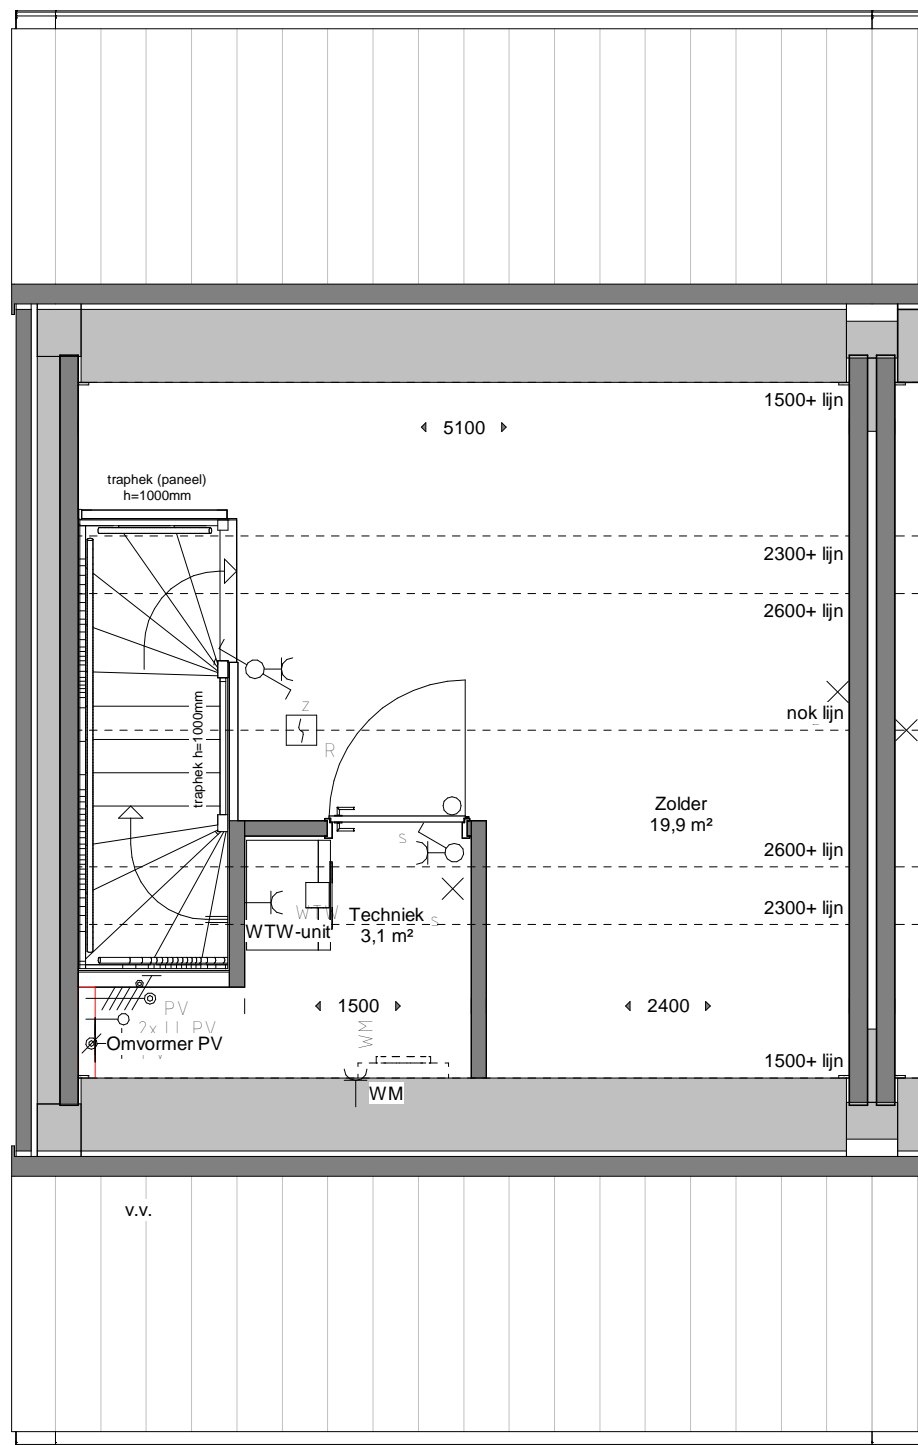 1500+ lijn
5100
traphek (paneel)
h=1000mm
2300+ lijn
2600+ lijn
traphek h=1000mm
Z
R
nok lijn
Zolder
19,9 m²
s
2600+ lijn
WTW
WTW-unit
Techniek
3,1 m²
s
2300+ lijn
PV
1500
2400
WM
Omvormer PV
1500+ lijn
WM
v.v.